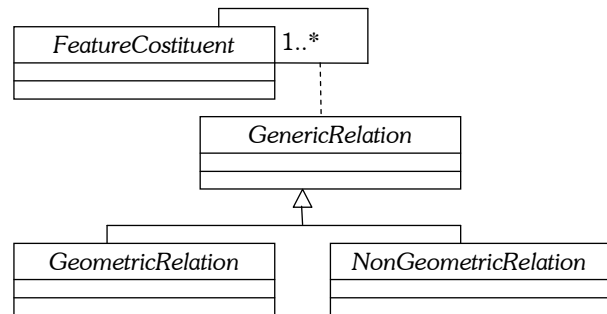 FeatureCostituent
1..*
GenericRelation
GeometricRelation
NonGeometricRelation